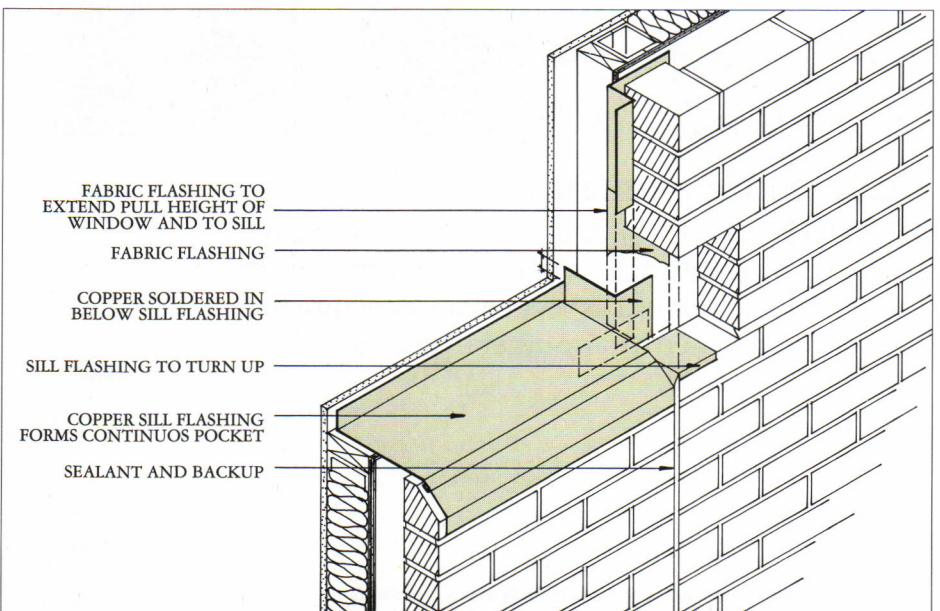 FABRIC FLASHING TO
EXTEND PULL HEIGHT OF
WINDOW AND TO SILL
FABRIC FLASHING
COPPER SOLDERED IN
BELOW SILL FLASHING
SILL FLASHING TO TURN UP
COPPER SILL FLASHING
FORMS CONTINUOS POCKET
SEALANT AND BACKUP